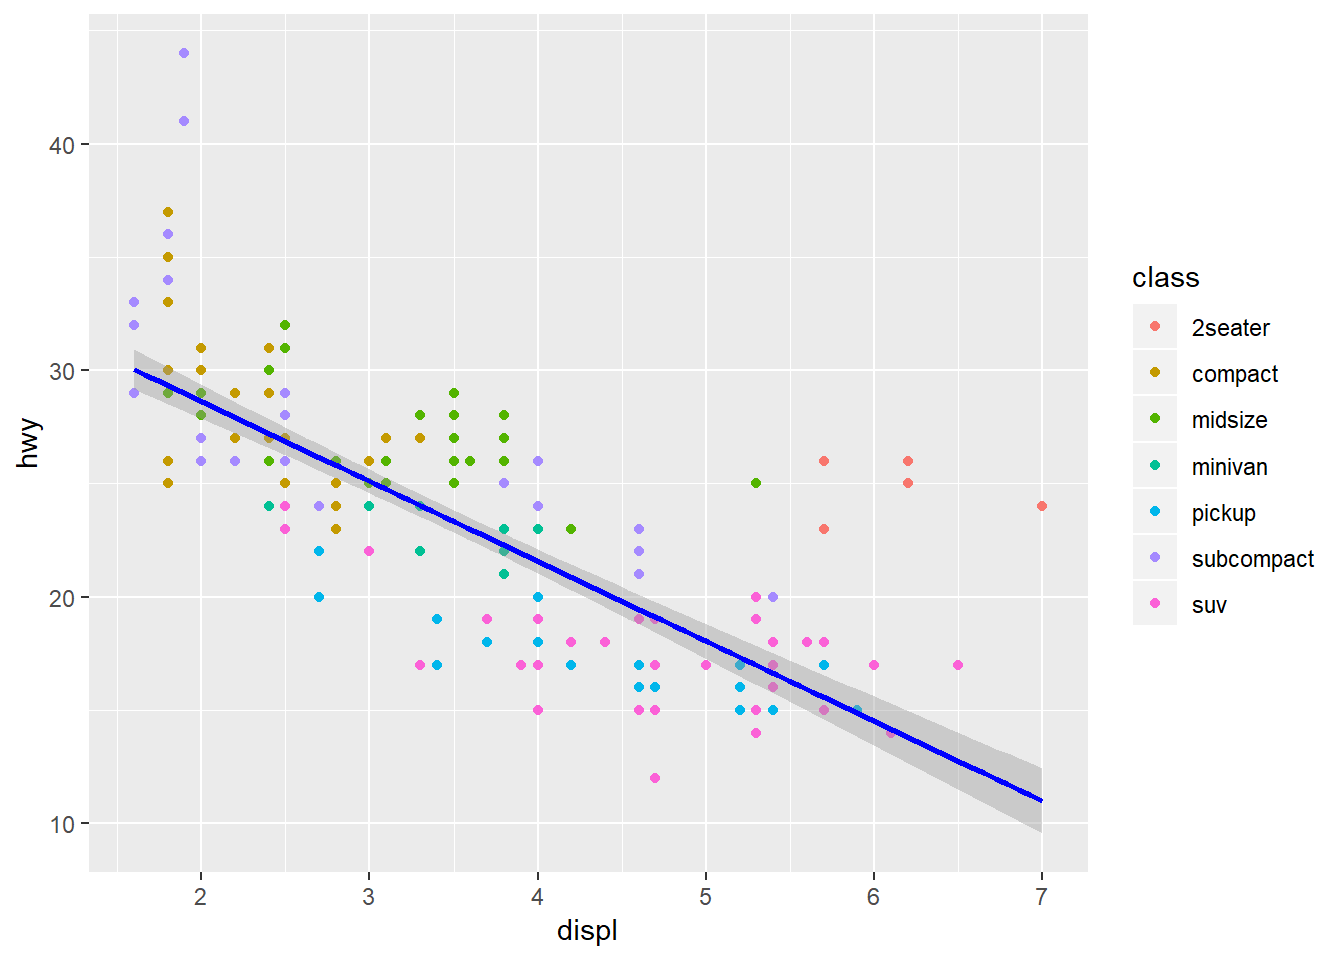 40
30
20
10
hwy
2 3 4 5 6 7
displ
class
2seater
compact
midsize
minivan
pickup
subcompact
suv